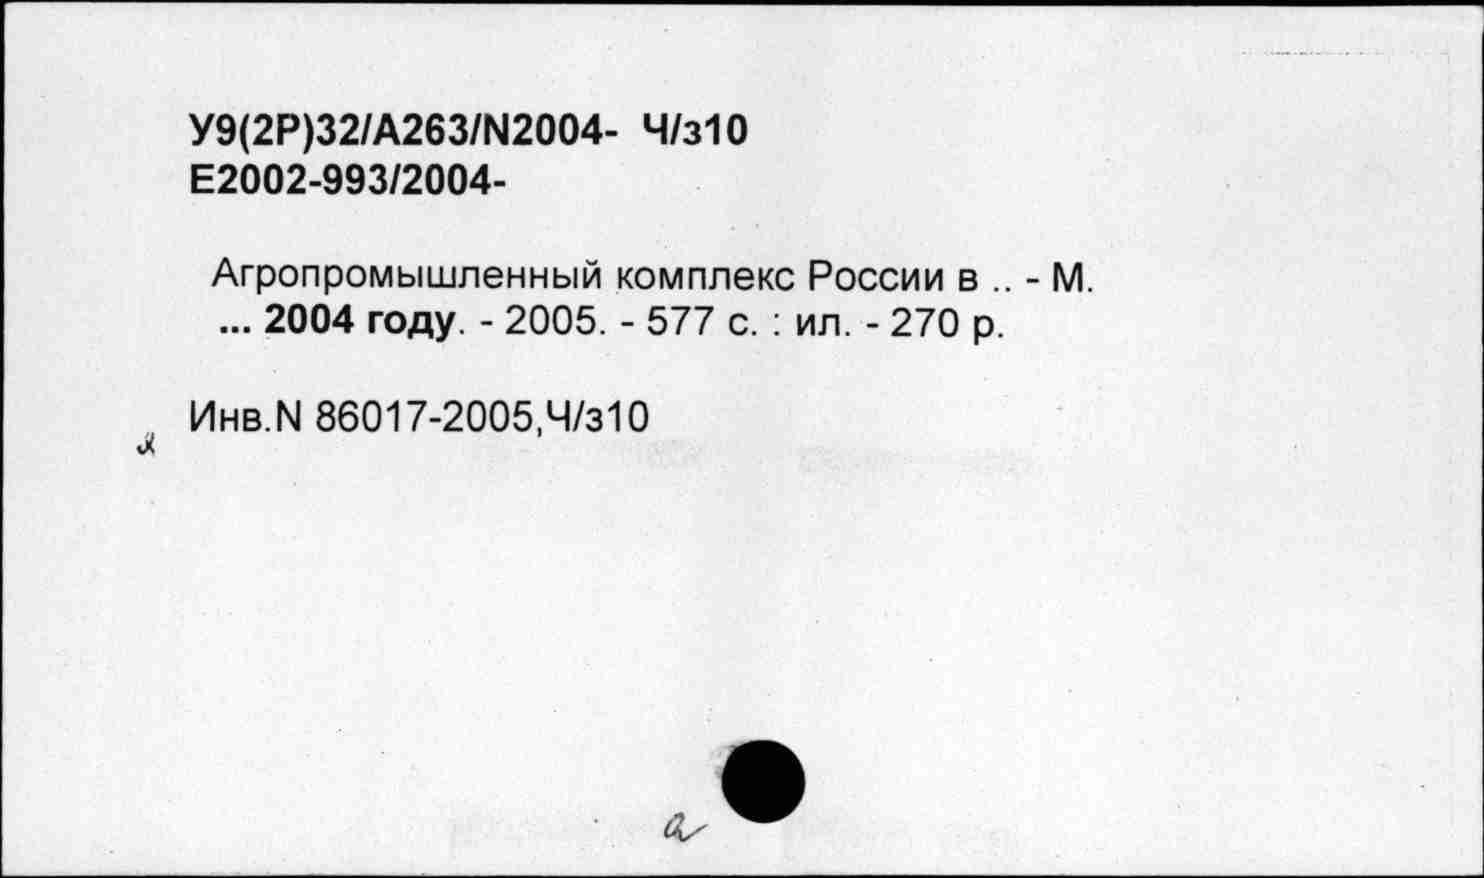 У9(2Р)32/А263/N2004- Ч/з10
Е2002-993/2004-
Агропромышленный комплекс России в .. - М.
... 2004 году. - 2005. - 577 с. : ил. - 270 р.
Инв.N 86017-2005,Ч/з10
а